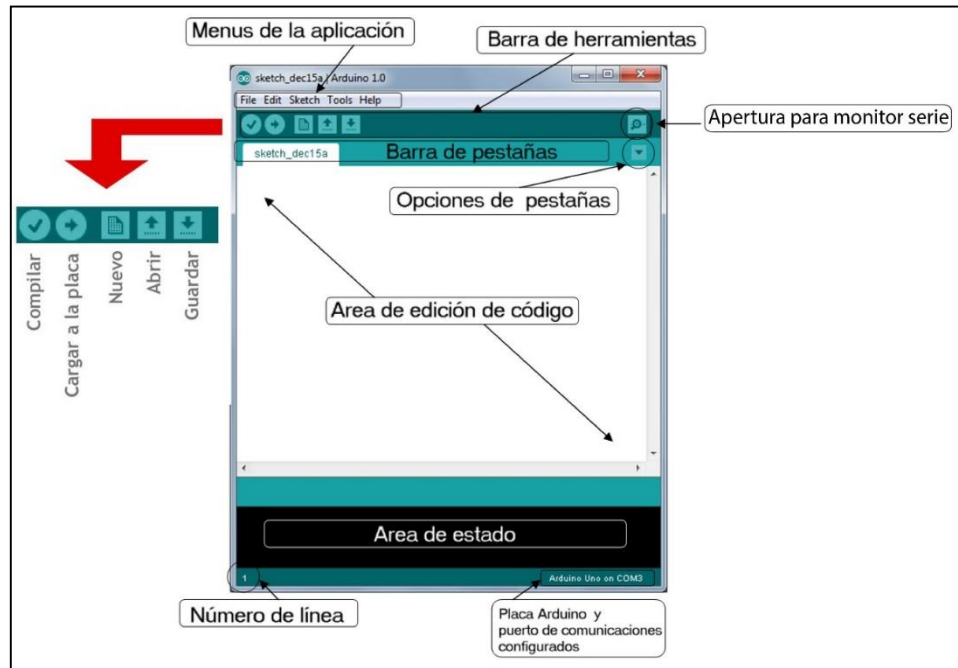 Menus de la aplicación
Barra de herramientas
sketch_dec15a | Arduino 1.0
File Edit Sketch Tools Help
Apertura para monitor serie
sketch_dec15a
Barra de pestañas
Opciones de pestañas
Compilar
Cargar a la placa
Nuevo
Abrir
Guardar
Area de edición de código
Area de estado
1
Arduino Uno on COM3
Número de línea
Placa Arduino y
puerto de comunicaciones
configurados